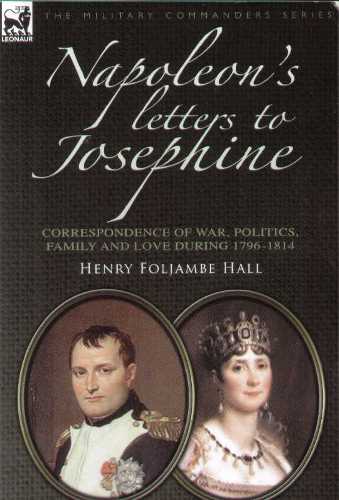 THE MILITARY COMMANDERS SERIES
LEONAUR
Napoleon's
letters to
Josephine
CORRESPONDENCE OF WAR, POLITICS,
FAMILY AND LOVE DURING 1796-1814
HENRY FOLJAMBE HALL